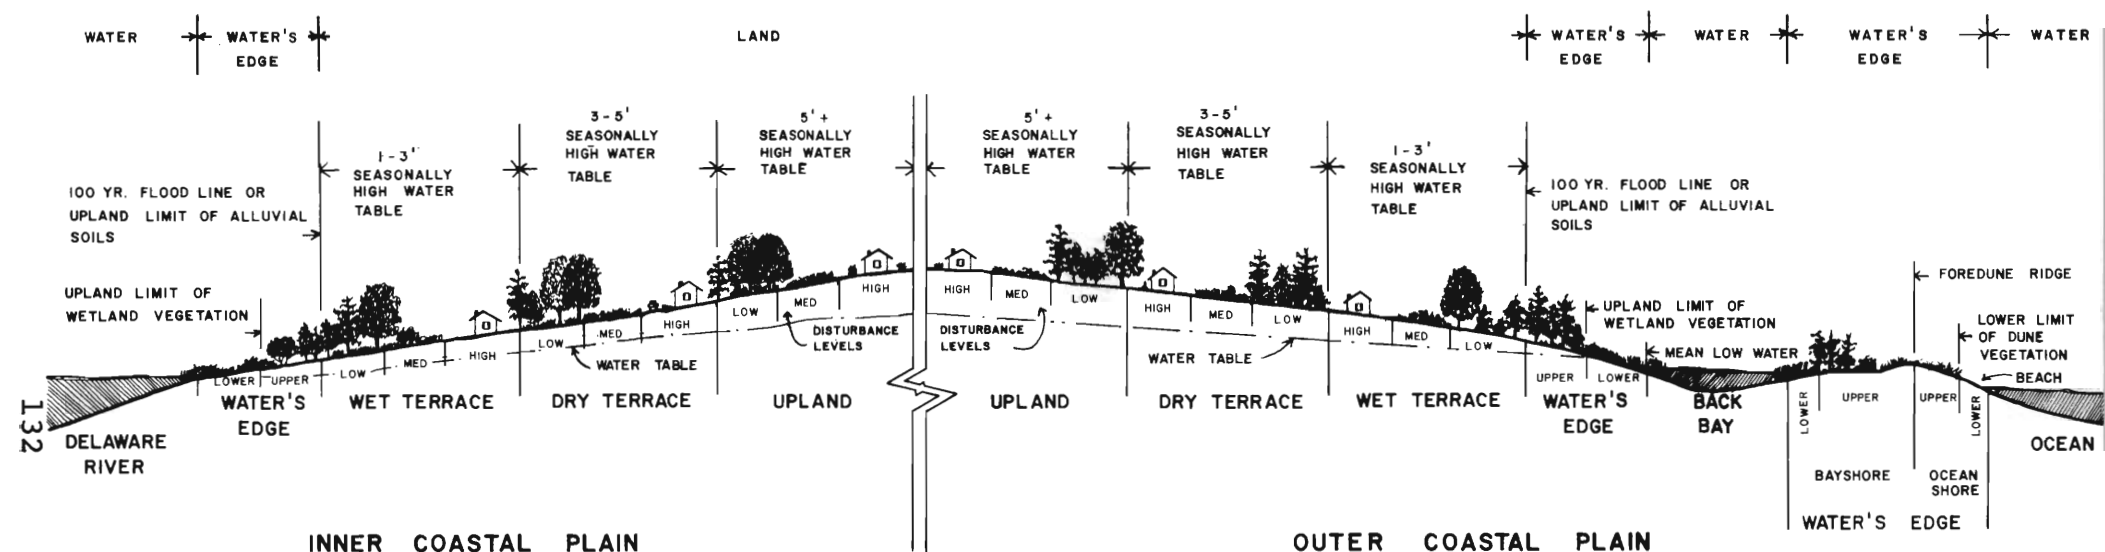 WATER
WATER'S
EDGE
LAND
WATER'S
EDGE
WATER
WATER'S
EDGE
WATER
1-3'
SEASONALLY
HIGH WATER
TABLE
3-5'
SEASONALLY
HIGH WATER
TABLE
5'+
SEASONALLY
HIGH WATER
TABLE
5'+
SEASONALLY
HIGH WATER
TABLE
3-5'
SEASONALLY
HIGH WATER
TABLE
1-3'
SEASONALLY
HIGH WATER
TABLE
100 YR. FLOOD LINE OR
UPLAND LIMIT OF ALLUVIAL
SOILS
100 YR. FLOOD LINE OR
UPLAND LIMIT OF ALLUVIAL
SOILS
UPLAND LIMIT OF
WETLAND VEGETATION
UPLAND LIMIT OF
WETLAND VEGETATION
MEAN LOW WATER
FOREDUNE RIDGE
LOWER LIMIT
OF DUNE
VEGETATION
BEACH
LOWER UPPER LOW MED HIGH LOW MED HIGH LOW MED HIGH
HIGH MED LOW HIGH MED LOW HIGH MED LOW UPPER LOWER
LOWER UPPER UPPER LOWER
DISTURBANCE
LEVELS
DISTURBANCE
LEVELS
WATER TABLE
WATER TABLE
132
DELAWARE
RIVER
WATER'S
EDGE
WET TERRACE
DRY TERRACE
UPLAND
UPLAND
DRY TERRACE
WET TERRACE
WATER'S
EDGE
BACK
BAY
OCEAN
BAYSHORE
OCEAN
SHORE
WATER'S EDGE
INNER COASTAL PLAIN
OUTER COASTAL PLAIN